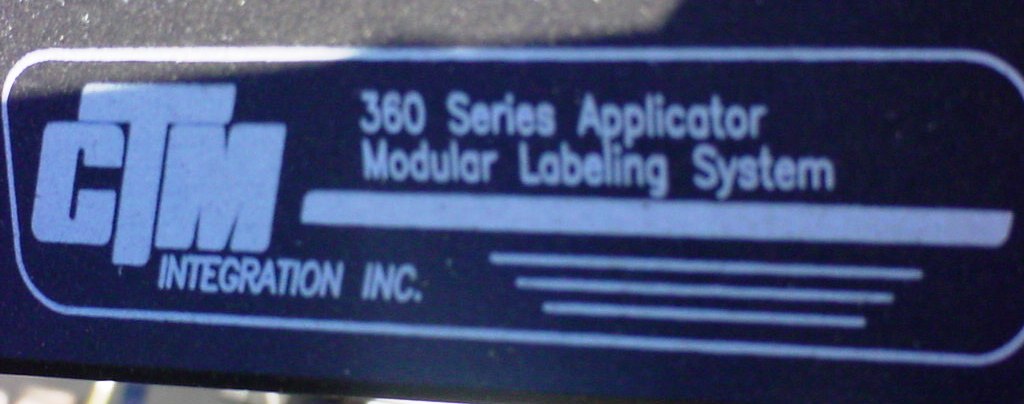 CTM
INTEGRATION INC.
360 Series Applicator
Modular Labeling System